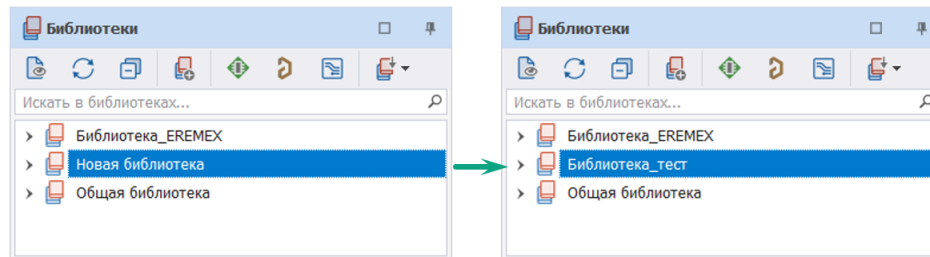 Библиотеки
Искать в библиотеках...
Библиотека_EREMEX
Новая библиотека
Общая библиотека
Библиотеки
Искать в библиотеках...
Библиотека_EREMEX
Библиотека_тест
Общая библиотека